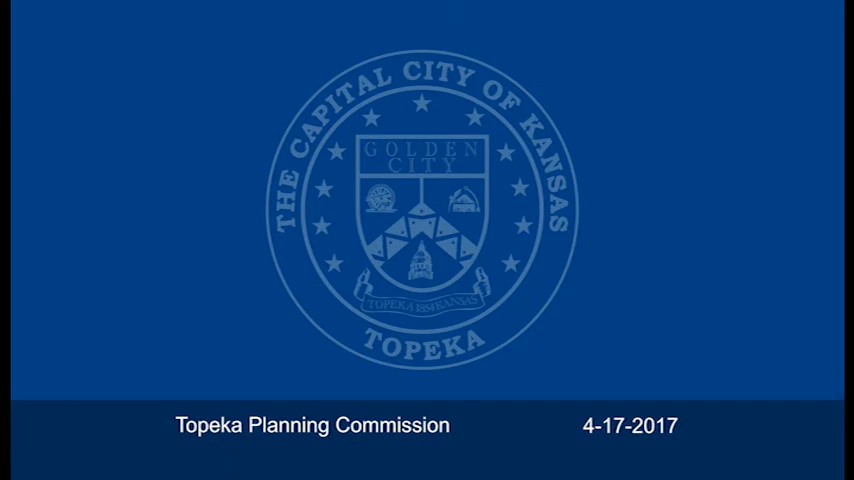 THE CAPITAL CITY OF KANSAS
GOLDEN
CITY
TOPEKA 1854 KANSAS
TOPEKA
Topeka Planning Commission 4-17-2017